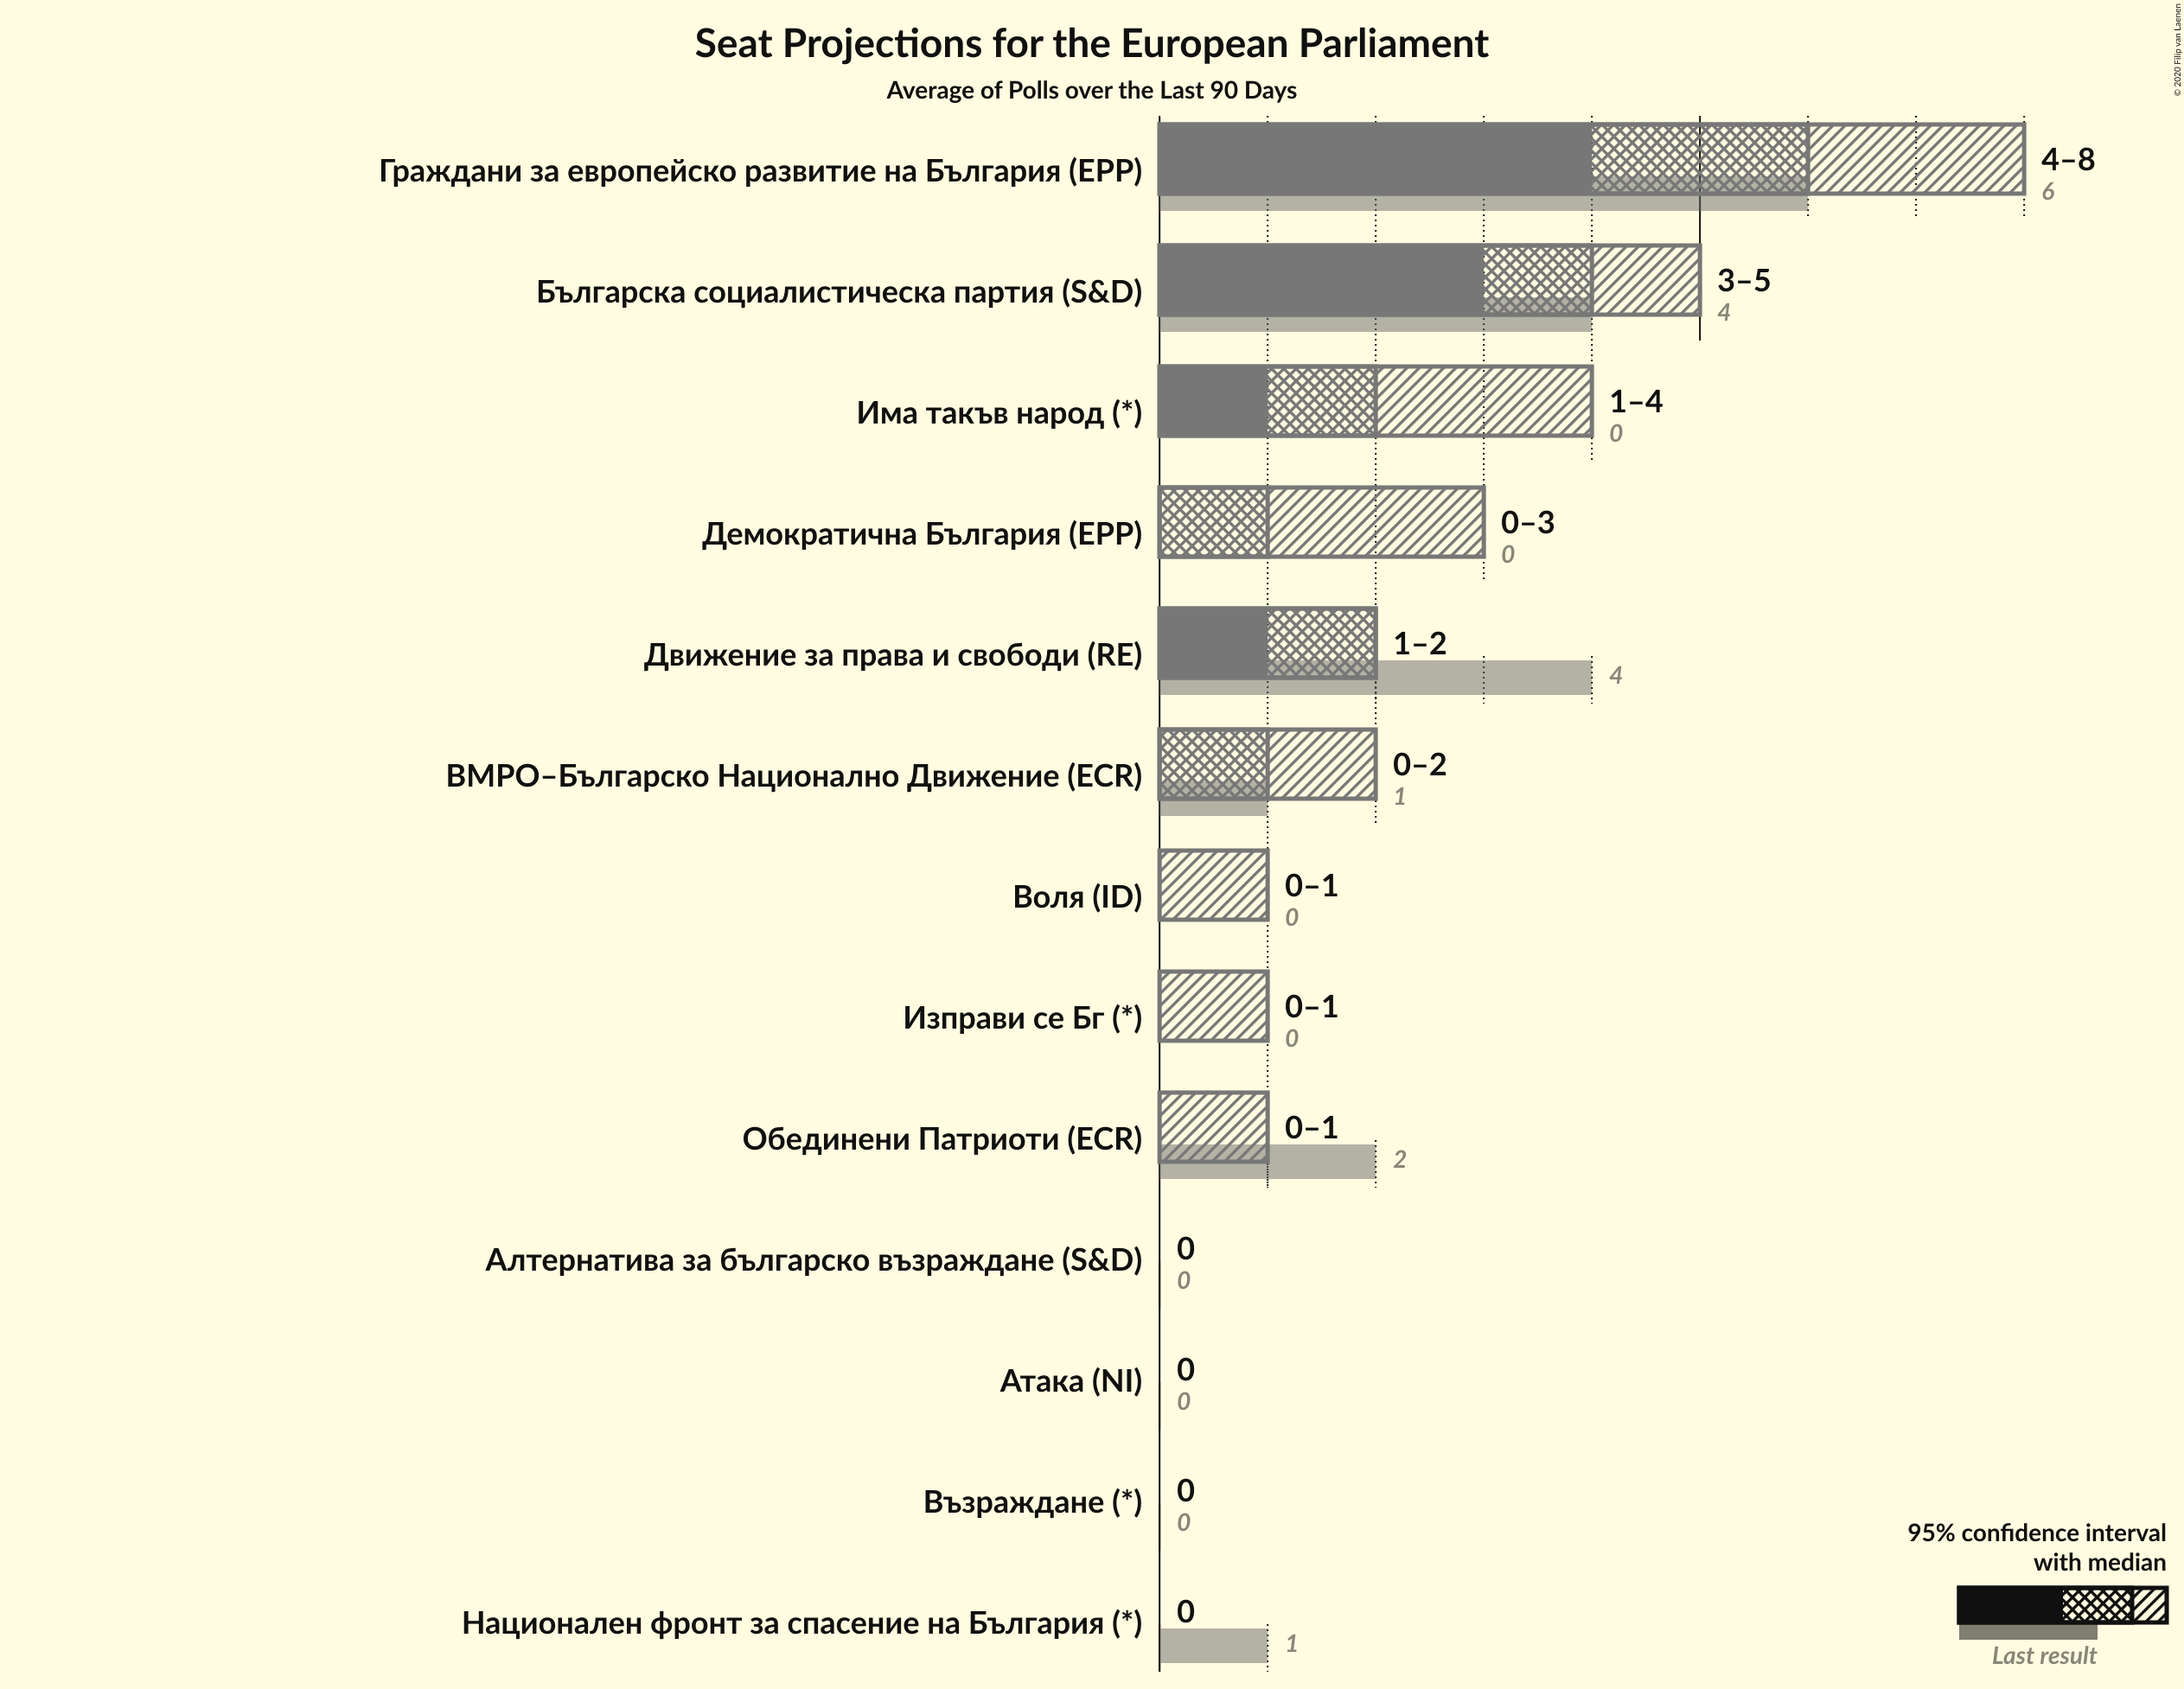 Seat Projections for the European Parliament
Average of Polls over the Last 90 Days
© 2020 Filip van Laenen
Граждани за европейско развитие на България (EPP)
4–8
6
Българска социалистическа партия (S&D)
3–5
4
Има такъв народ (*)
1–4
0
Демократична България (EPP)
0–3
0
Движение за права и свободи (RE)
1–2
4
ВМРО–Българско Национално Движение (ECR)
0–2
1
Воля (ID)
0–1
0
Изправи се Бг (*)
0–1
0
Обединени Патриоти (ECR)
0–1
2
Алтернатива за българско възраждане (S&D)
0
0
Атака (NI)
0
0
Възраждане (*)
0
0
Национален фронт за спасение на България (*)
0
1
95% confidence interval
with median
Last result